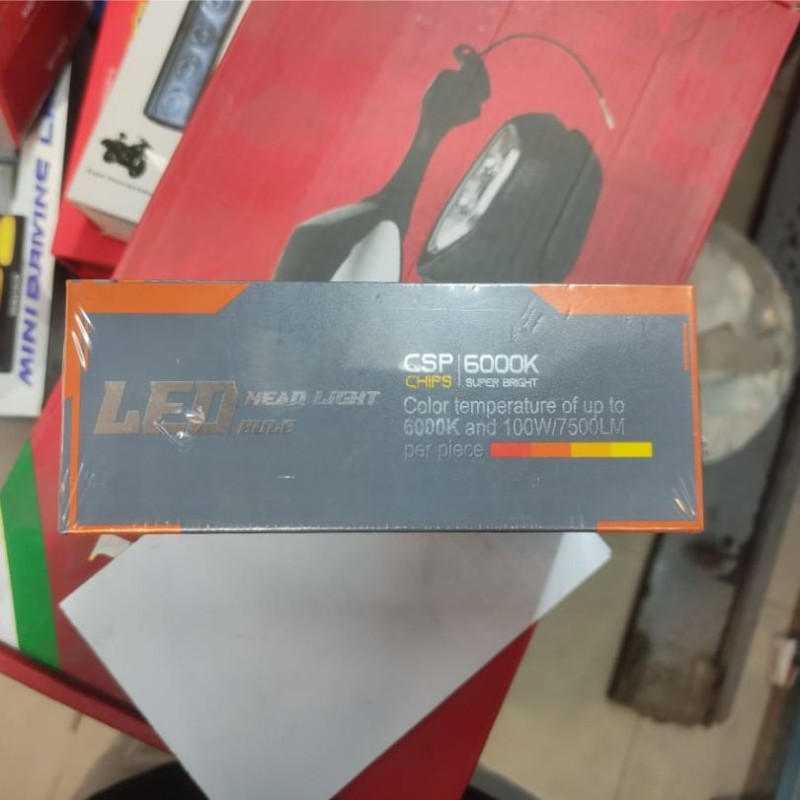 MINI DRIVING
LED HEAD LIGHT
BULB
CSP 6000K
CHIPS SUPER BRIGHT
Color temperature of up to
6000K and 100W/7500LM
per piece